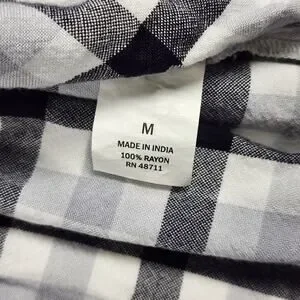 M
MADE IN INDIA
100% RAYON
RN 48711